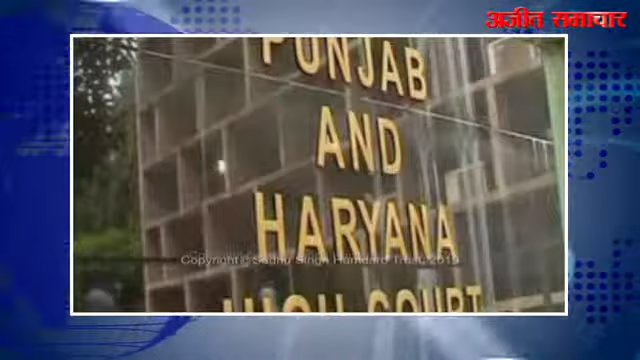 अजीत समाचार
PUNJAB
AND
HARYANA
Copyright © Sadhu Singh Hamdard Trust, 2019
HIGH COURT